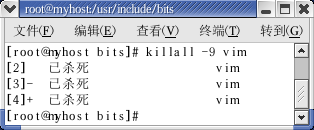 root@myhost:/usr/include/bits
文件(F) 编辑(E) 查看(V) 终端(T) 转到(G)
[root@myhost bits]# killall -9 vim
[2] 已杀死 vim
[3]- 已杀死 vim
[4]+ 已杀死 vim
[root@myhost bits]#